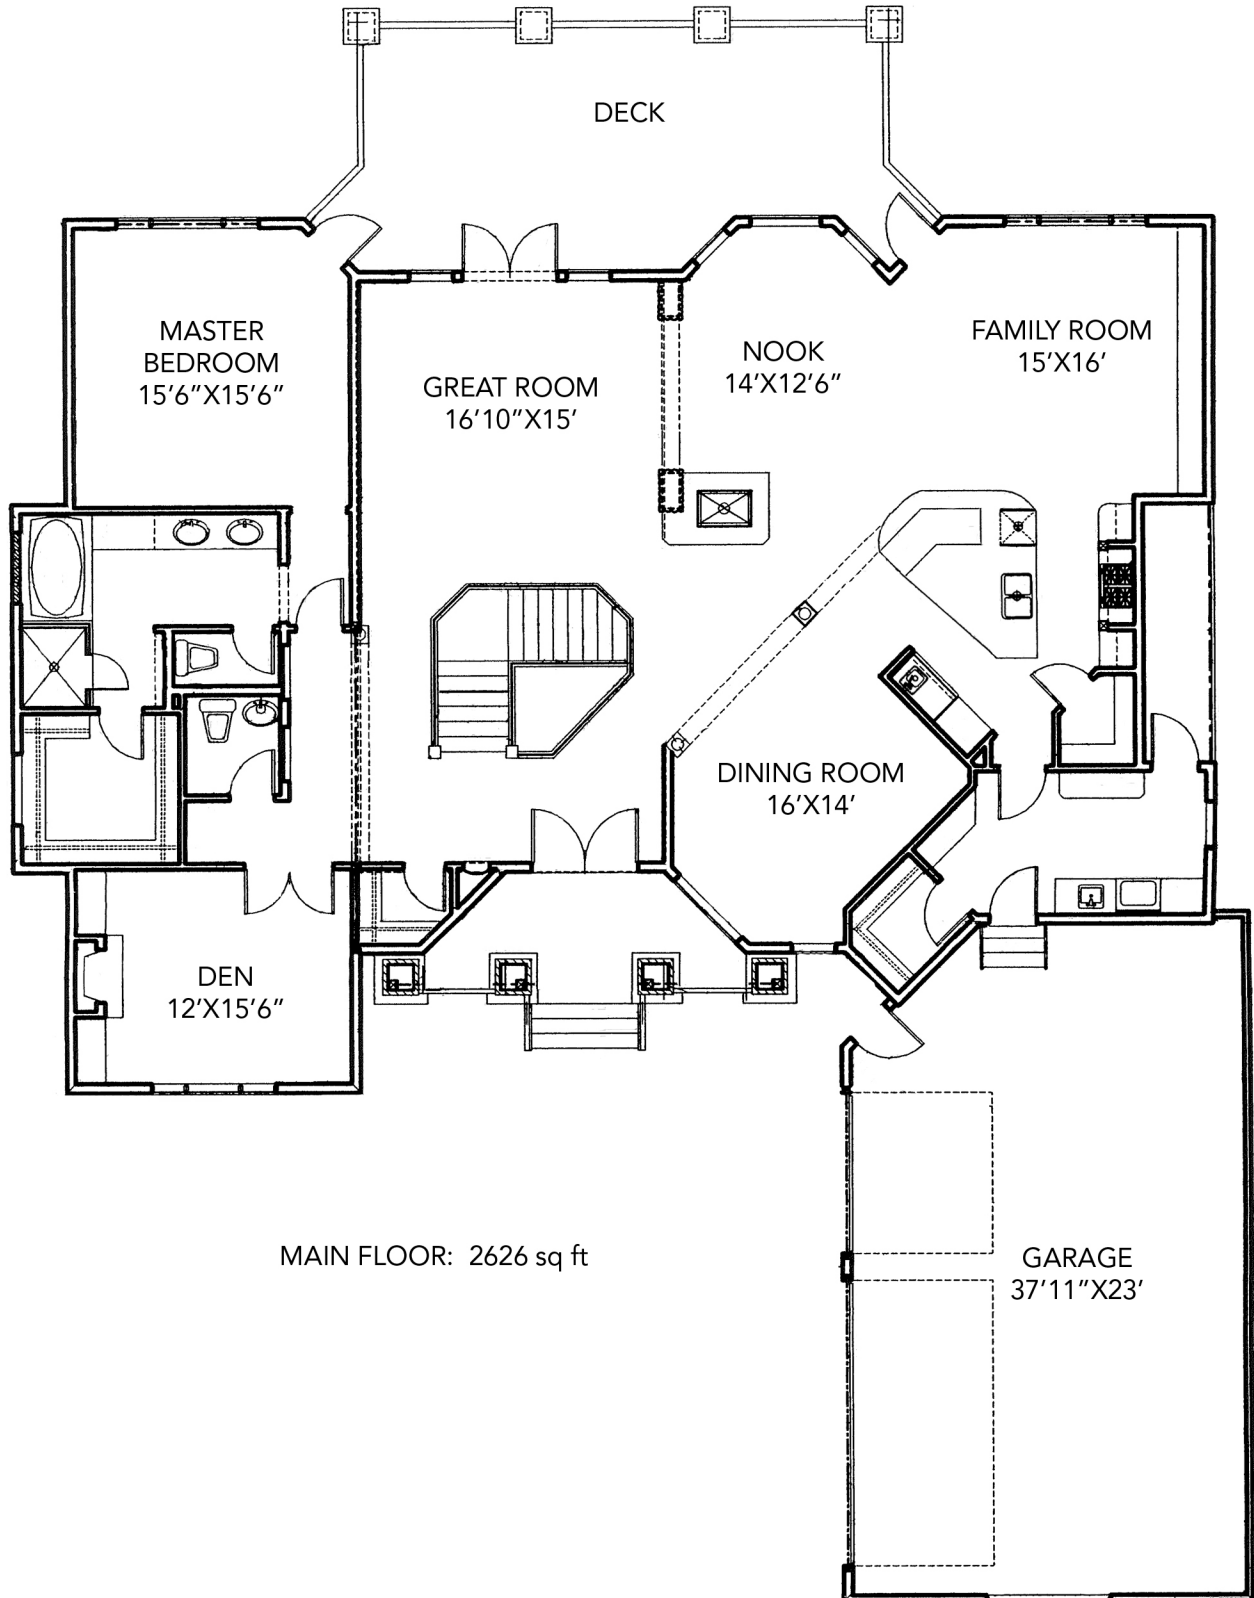 DECK
MASTER
BEDROOM
15'6"X15'6"
GREAT ROOM
16'10"X15'
NOOK
14'X12'6"
FAMILY ROOM
15'X16'
DINING ROOM
16'X14'
DEN
12'X15'6"
MAIN FLOOR: 2626 sq ft
GARAGE
37'11"X23'